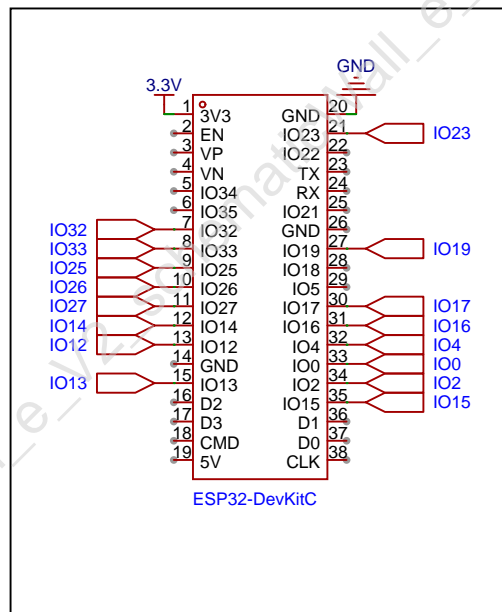 GND
3.3V
1 3V3 GND 20
2 EN IO23 21 IO23
3 VP IO22 22
4 VN TX 23
5 IO34 RX 24
6 IO35 IO21 25
IO32 7 IO32 GND 26
IO33 8 IO33 IO19 27 IO19
IO25 9 IO25 IO18 28
IO26 10 IO26 IO5 29
IO27 11 IO27 IO17 30 IO17
IO14 12 IO14 IO16 31 IO16
IO12 13 IO12 IO4 32 IO4
14 GND IO0 33 IO0
IO13 15 IO13 IO2 34 IO2
16 D2 IO15 35 IO15
17 D3 D1 36
18 CMD D0 37
19 5V CLK 38
ESP32-DevKitC
_e_V2_schematic wall_e_